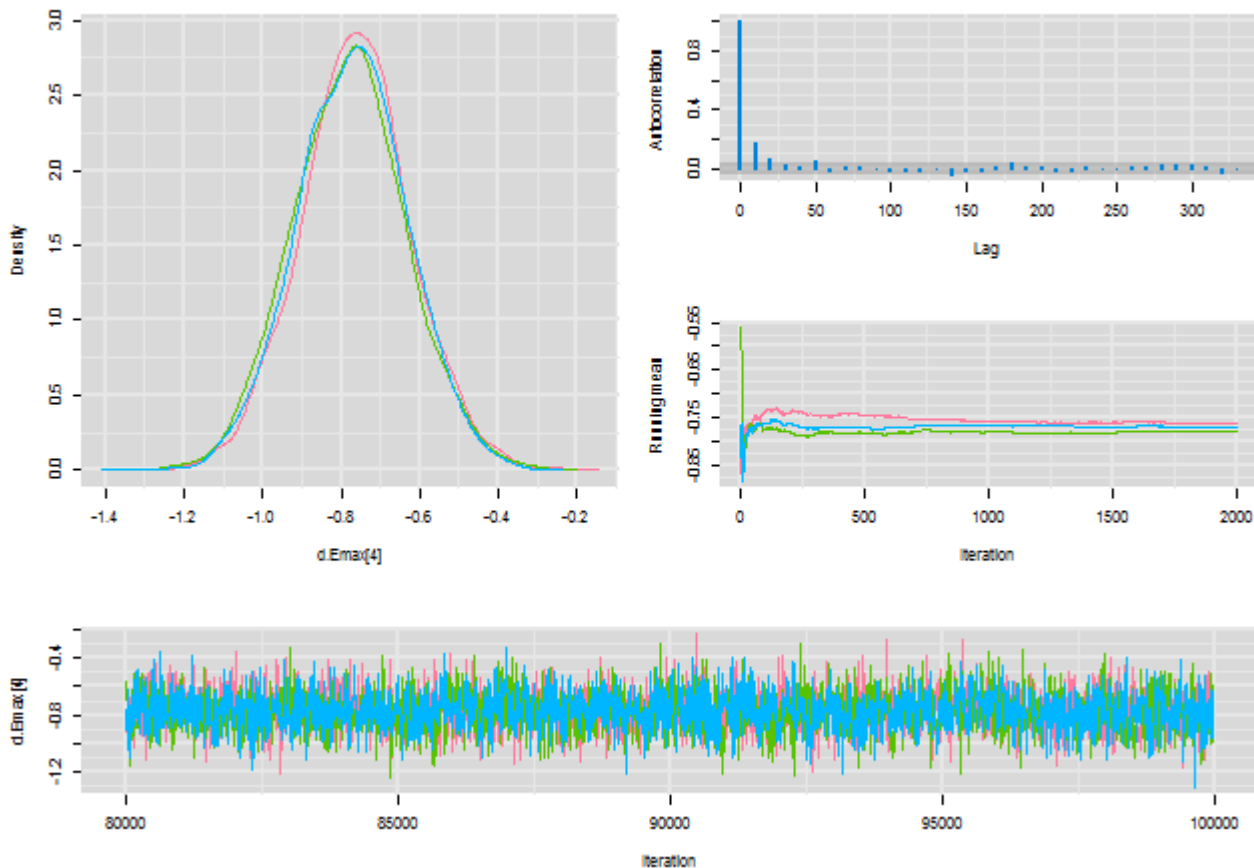 3.0
2.5
2.0
1.5
1.0
0.5
0.0
Density
-1.4 -1.2 -1.0 -0.8 -0.6 -0.4 -0.2
d.Emax[4]
0.8
0.4
0.0
Autocorrelation
0 50 100 150 200 250 300
Lag
-0.55
-0.65
-0.75
-0.85
Running mean
0 500 1000 1500 2000
Iteration
-0.4
-0.8
-1.2
d.Emax[4]
80000 85000 90000 95000 100000
Iteration